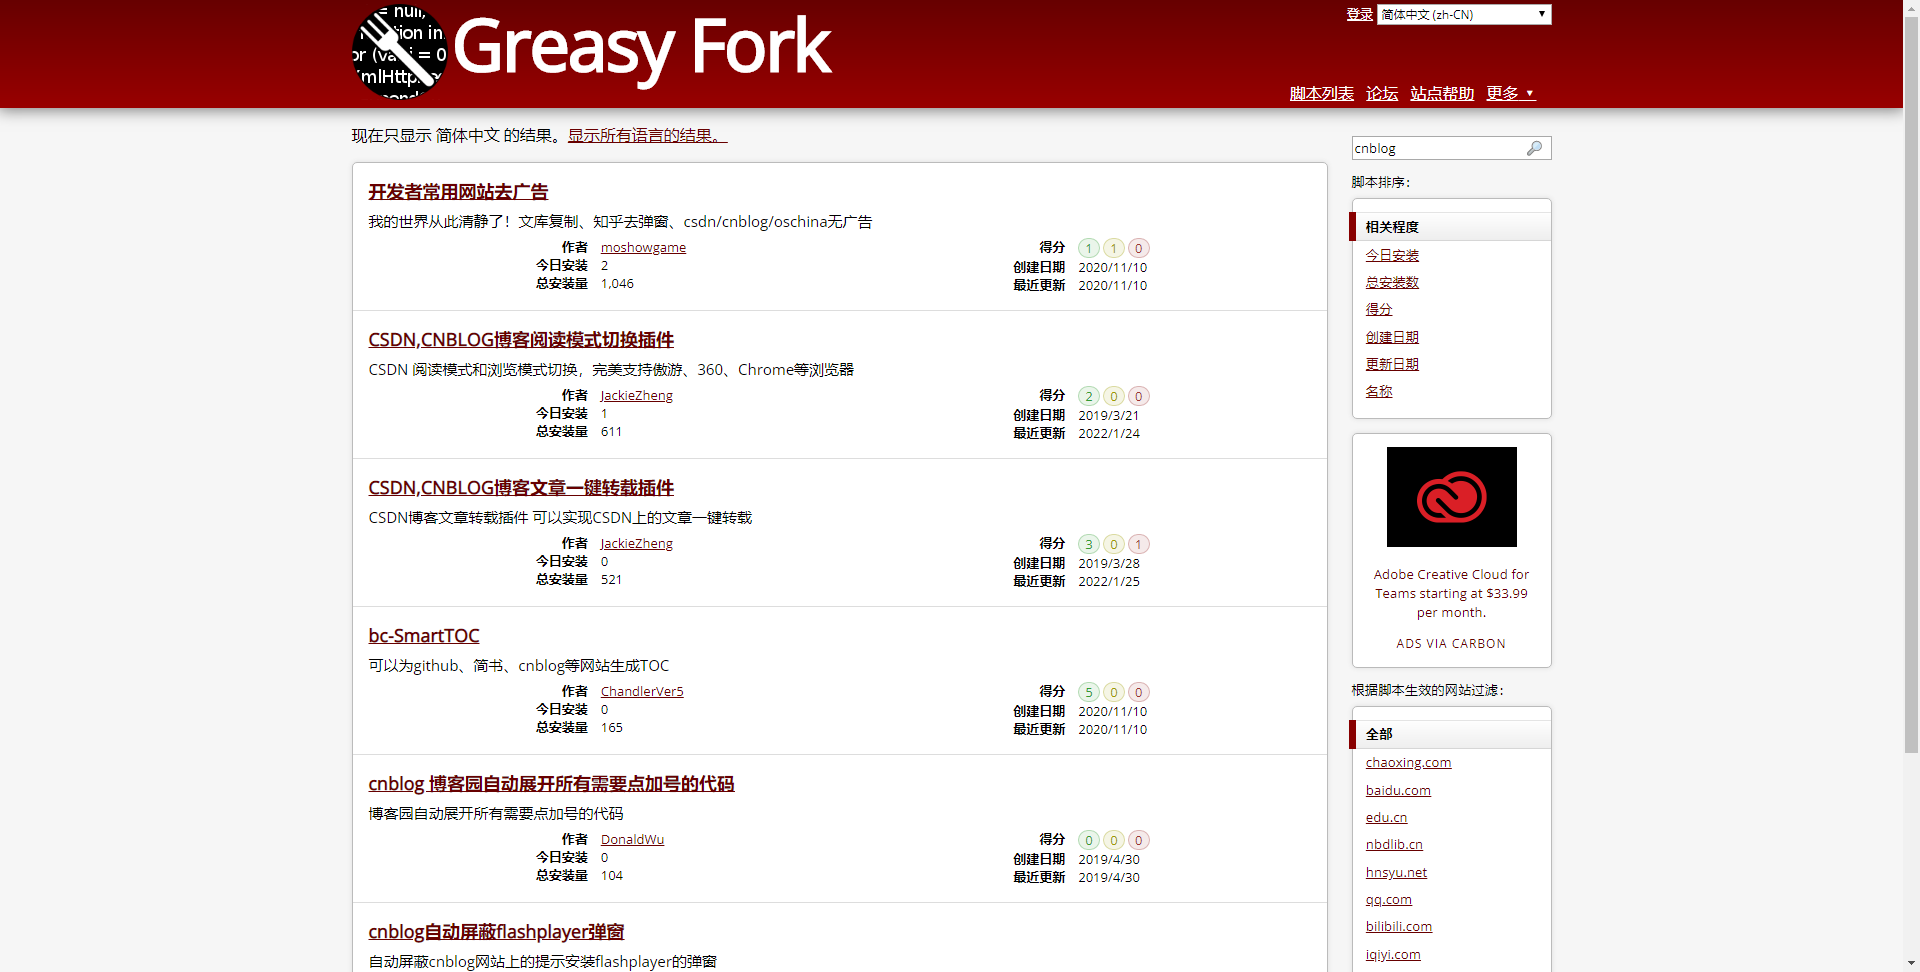 = null,
tion in
or (va i = 0
XmlHttp
Greasy Fork
登录 简体中文 (zh-CN)
脚本列表 论坛 站点帮助 更多
现在只显示 简体中文 的结果。显示所有语言的结果。
开发者常用网站去广告
我的世界从此清静了！文库复制、知乎去弹窗、csdn/cnblog/oschina无广告
作者 moshowgame 得分 1 1 0
今日安装 2 创建日期 2020/11/10
总安装量 1,046 最近更新 2020/11/10
CSDN,CNBLOG博客阅读模式切换插件
CSDN 阅读模式和浏览模式切换，完美支持傲游、360、Chrome等浏览器
作者 JackieZheng 得分 2 0 0
今日安装 1 创建日期 2019/3/21
总安装量 611 最近更新 2022/1/24
CSDN,CNBLOG博客文章一键转载插件
CSDN博客文章转载插件 可以实现CSDN上的文章一键转载
作者 JackieZheng 得分 3 0 1
今日安装 0 创建日期 2019/3/28
总安装量 521 最近更新 2022/1/25
bc-SmartTOC
可以为github、简书、cnblog等网站生成TOC
作者 ChandlerVer5 得分 5 0 0
今日安装 0 创建日期 2020/11/10
总安装量 165 最近更新 2020/11/10
cnblog 博客园自动展开所有需要点加号的代码
博客园自动展开所有需要点加号的代码
作者 DonaldWu 得分 0 0 0
今日安装 0 创建日期 2019/4/30
总安装量 104 最近更新 2019/4/30
cnblog自动屏蔽flashplayer弹窗
自动屏蔽cnblog网站上的提示安装flashplayer的弹窗
cnblog
脚本排序：
相关程度
今日安装
总安装数
得分
创建日期
更新日期
名称
Adobe Creative Cloud for
Teams starting at $33.99
per month.
ADS VIA CARBON
根据脚本生效的网站过滤：
全部
chaoxing.com
baidu.com
edu.cn
nbdlib.cn
hnsyu.net
qq.com
bilibili.com
iqiyi.com